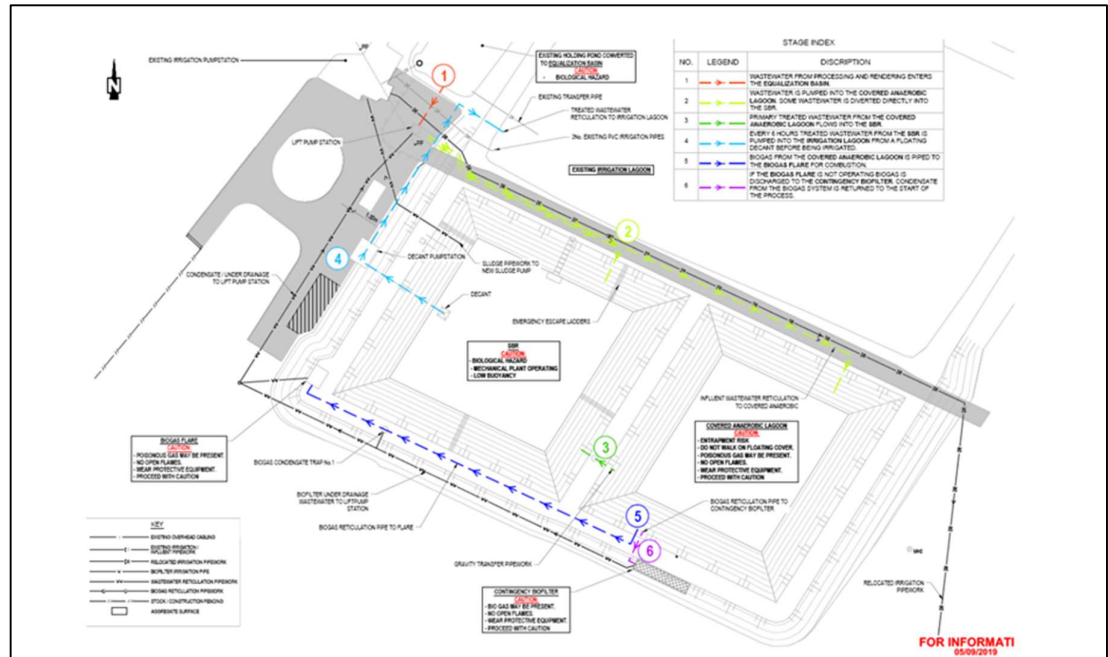 EXISTING IRRIGATION PUMPSTATION
EXISTING HOLDING POND CONVERTED
TO EQUALIZATION BASIN
CAUTION
- BIOLOGICAL HAZARD
1
EXISTING TRANSFER PIPE
TREATED WASTEWATER
RETICULATION TO IRRIGATION LAGOON
2No. EXISTING PVC IRRIGATION PIPES
LIFT PUMP STATION
EXISTING IRRIGATION LAGOON
STAGE INDEX
NO. LEGEND DISCRIPTION
1 WASTEWATER FROM PROCESSING AND RENDERING ENTERS
THE EQUALIZATION BASIN.
2 WASTEWATER IS PUMPED INTO THE COVERED ANAEROBIC
LAGOON. SOME WASTEWATER IS DIVERTED DIRECTLY INTO
THE SBR.
3 PRIMARY TREATED WASTEWATER FROM THE COVERED
ANAEROBIC LAGOON FLOWS INTO THE SBR.
4 EVERY 6 HOURS TREATED WASTEWATER FROM THE SBR IS
PUMPED INTO THE IRRIGATION LAGOON FROM A FLOATING
DECANT BEFORE BEING IRRIGATED.
5 BIOGAS FROM THE COVERED ANAEROBIC LAGOON IS PIPED TO
THE BIOGAS FLARE FOR COMBUSTION.
6 IF THE BIOGAS FLARE IS NOT OPERATING BIOGAS IS
DISCHARGED TO THE CONTINGENCY BIOFILTER. CONDENSATE
FROM THE BIOGAS SYSTEM IS RETURNED TO THE START OF
THE PROCESS.
2
4
DECANT PUMPSTATION
SLUDGE PIPEWORK TO
NEW SLUDGE PUMP
CONDENSATE / UNDER DRAINAGE
TO LIFT PUMP STATION
DECANT
EMERGENCY ESCAPE LADDERS
SBR
CAUTION:
- BIOLOGICAL HAZARD
- MECHANICAL PLANT OPERATING
- LOW BUOYANCY
INFLUENT WASTEWATER RETICULATION
TO COVERED ANAEROBIC
COVERED ANAEROBIC LAGOON
CAUTION:
- ENTRAPMENT RISK
- DO NOT WALK ON FLOATING COVER.
- POISONOUS GAS MAY BE PRESENT.
- NO OPEN FLAMES.
- WEAR PROTECTIVE EQUIPMENT.
- PROCEED WITH CAUTION
BIOGAS FLARE
CAUTION:
- POISONOUS GAS MAY BE PRESENT.
- NO OPEN FLAMES.
- WEAR PROTECTIVE EQUIPMENT.
- PROCEED WITH CAUTION
3
BIOGAS CONDENSATE TRAP No.1
BIOFILTER UNDER DRAINAGE
WASTEWATER TO LIFTPUMP
STATION
BIOGAS RETICULATION PIPE TO FLARE
BIOGAS RETICULATION PIPE TO
CONTINGENCY BIOFILTER
5
6
GRAVITY TRANSFER PIPEWORK
KEY
EXISTING OVERHEAD CABLING
EXISTING IRRIGATION /
INFLUENT PIPEWORK
RELOCATED IRRIGATION PIPEWORK
BIOFILTER IRRIGATION PIPE
WASTEWATER RETICULATION PIPEWORK
BIOGAS RETICULATION PIPEWORK
STOCK / CONSTRUCTION FENCING
AGGREGATE SURFACE
CONTINGENCY BIOFILTER
CAUTION:
- BIO GAS MAY BE PRESENT.
- NO OPEN FLAMES.
- WEAR PROTECTIVE EQUIPMENT.
- PROCEED WITH CAUTION
RELOCATED IRRIGATION
PIPEWORK
FOR INFORMATI
05/09/2019